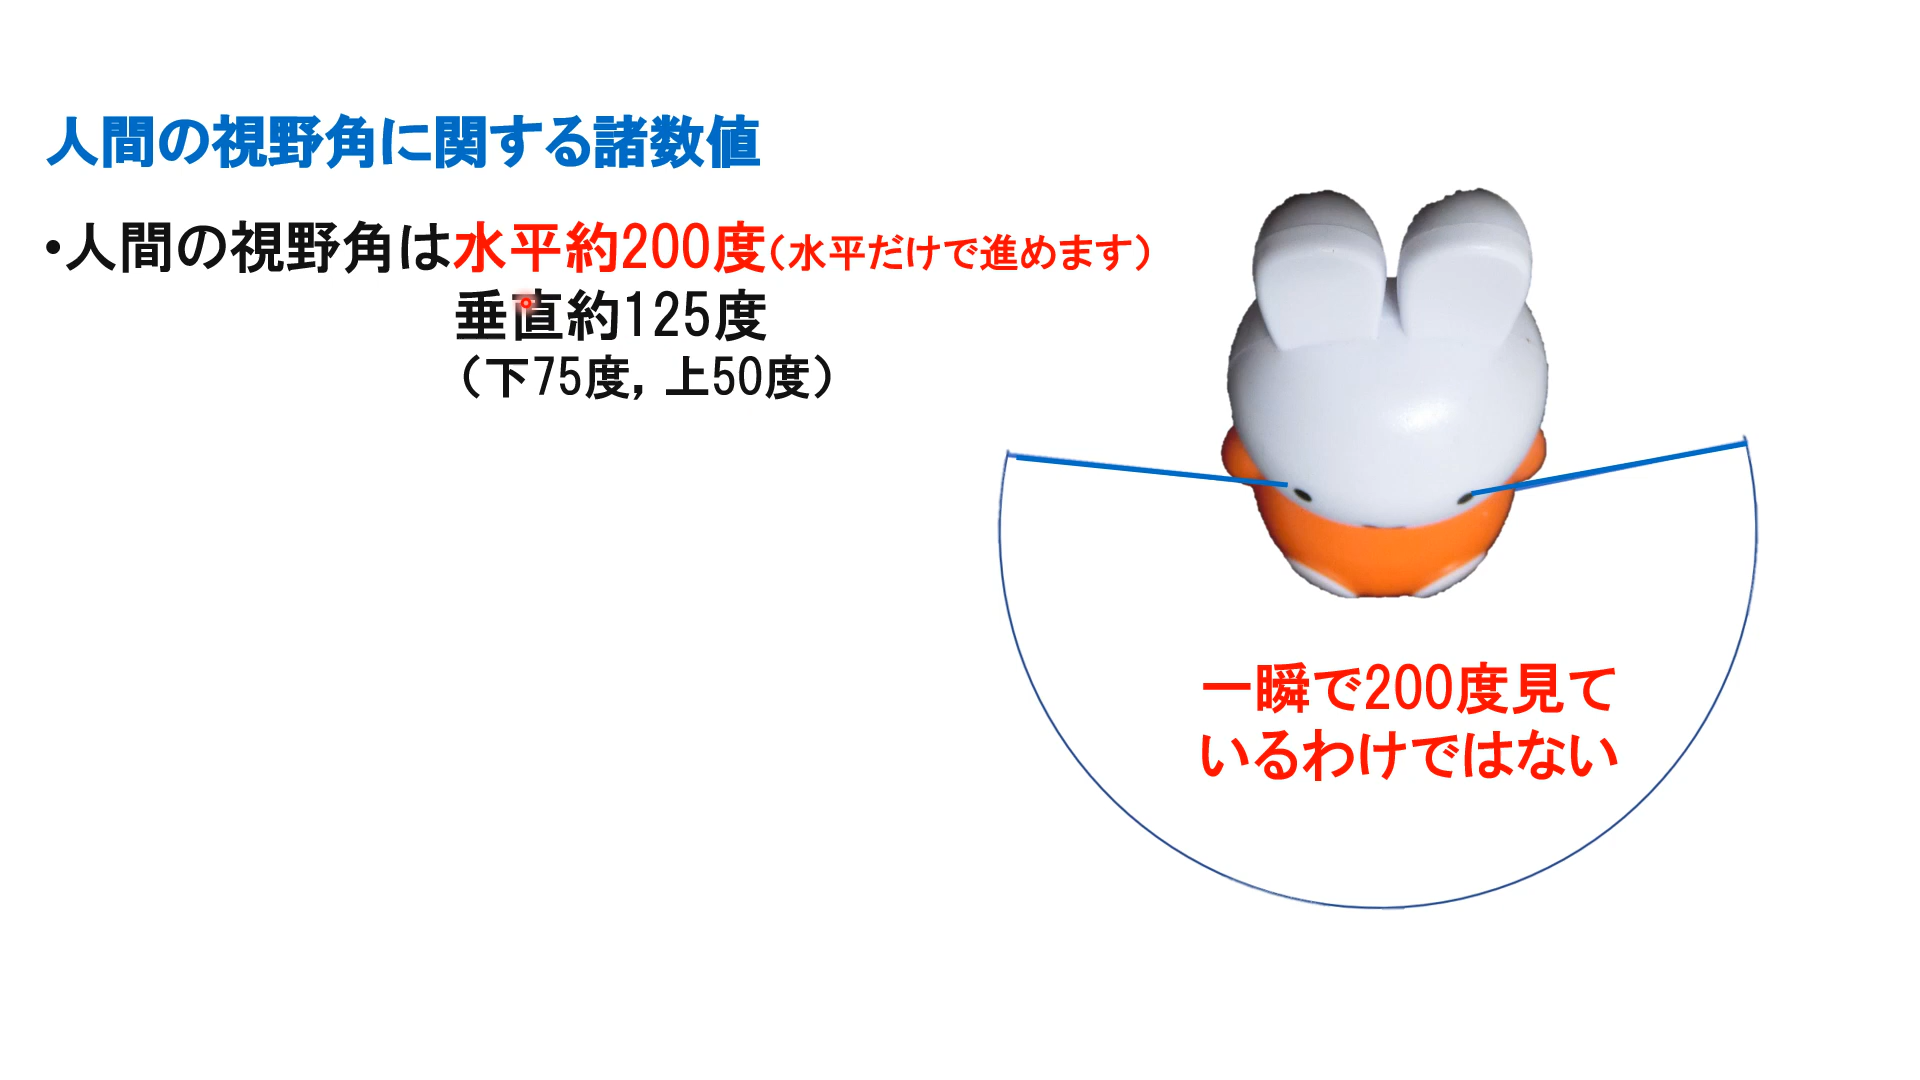 人間の視野角に関する諸数値
•人間の視野角は水平約200度(水平だけで進めます)
垂直約125度
(下75度, 上50度)
一瞬で200度見て
いるわけではない